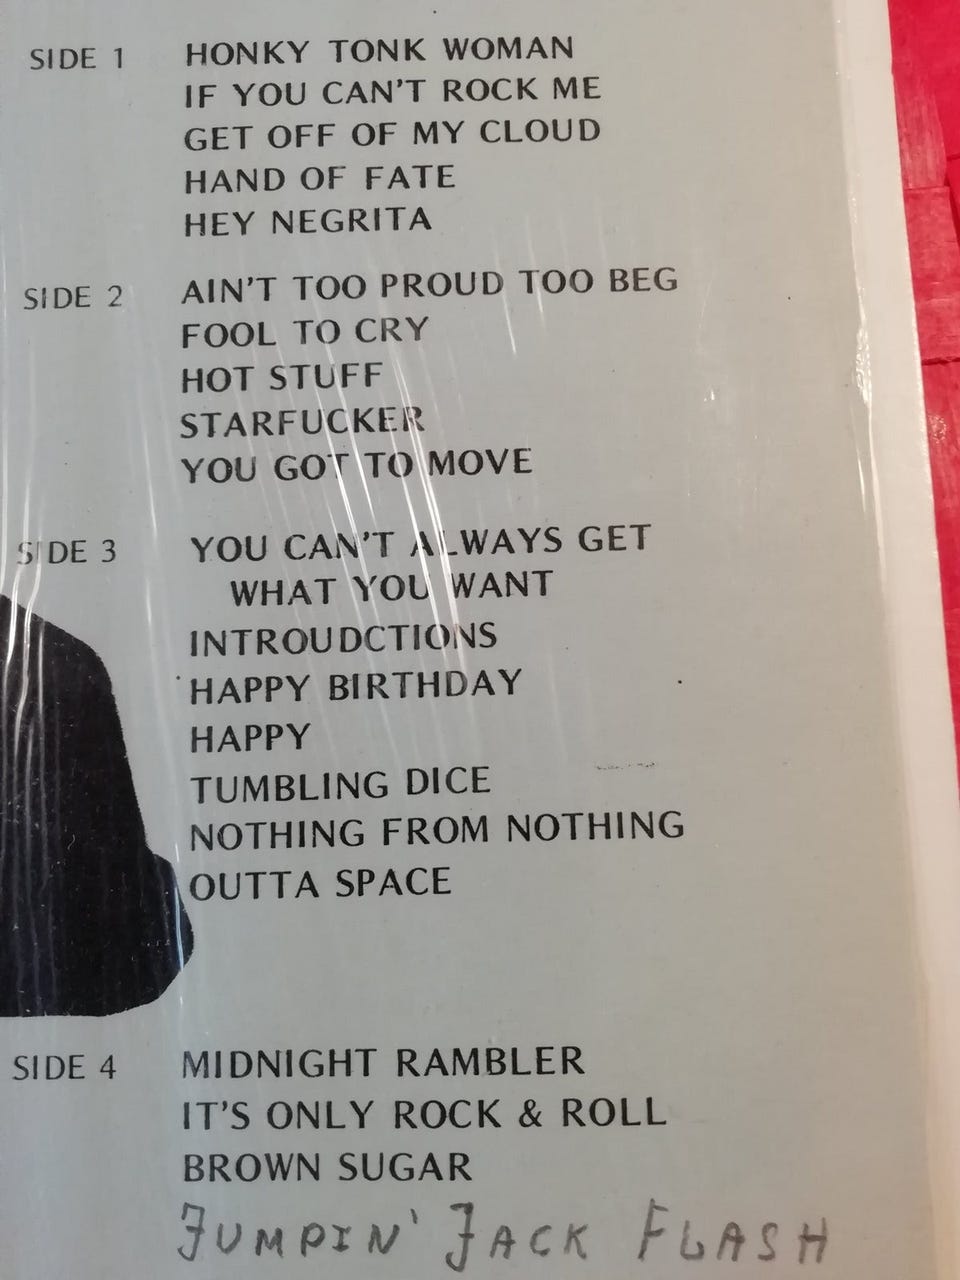 SIDE 1 HONKY TONK WOMAN
IF YOU CAN'T ROCK ME
GET OFF OF MY CLOUD
HAND OF FATE
HEY NEGRITA
SIDE 2 AIN'T TOO PROUD TOO BEG
FOOL TO CRY
HOT STUFF
STARFUCKER
YOU GOT TO MOVE
SIDE 3 YOU CAN'T ALWAYS GET
WHAT YOU WANT
INTROUDCTIONS
HAPPY BIRTHDAY
HAPPY
TUMBLING DICE
NOTHING FROM NOTHING
OUTTA SPACE
SIDE 4 MIDNIGHT RAMBLER
IT'S ONLY ROCK & ROLL
BROWN SUGAR
JUMPIN' JACK FLASH